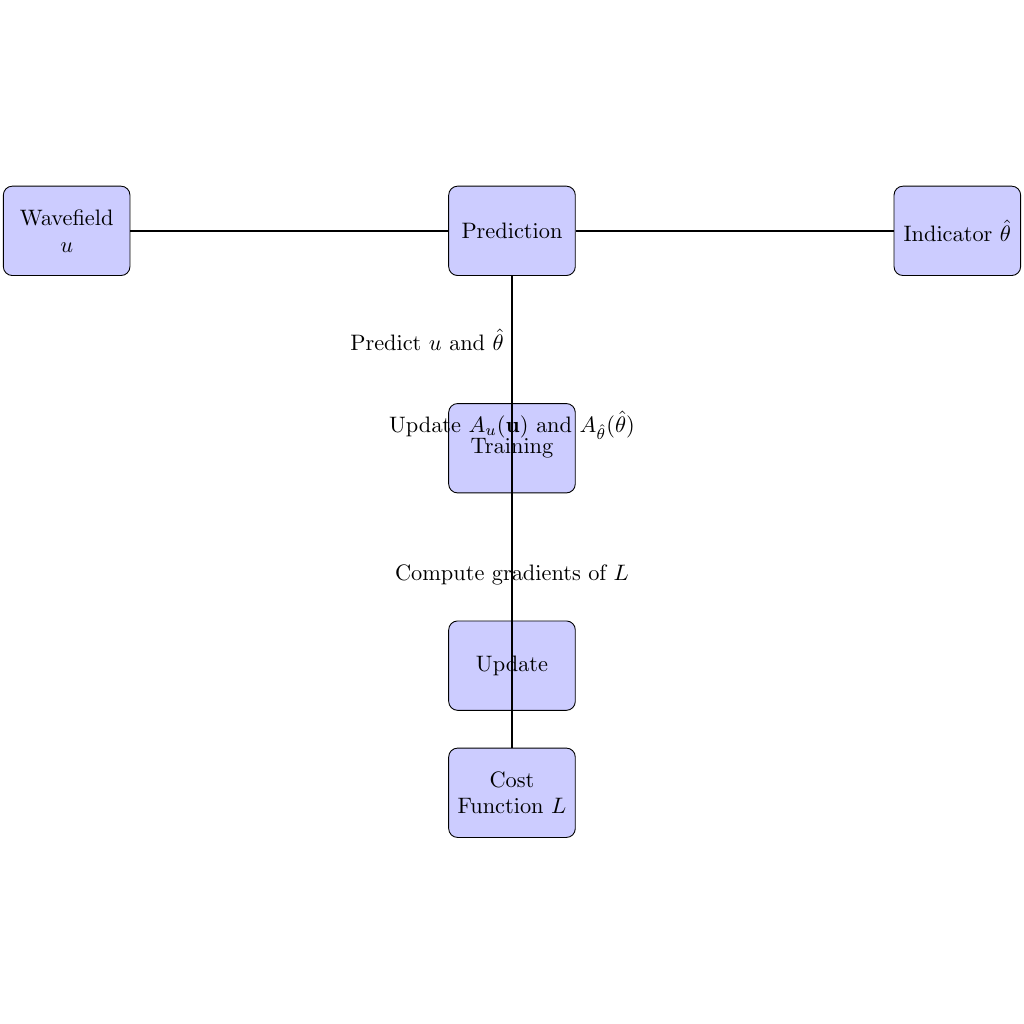 Wavefield
$u$
Prediction
Indicator $\hat{\theta}$
Predict $u$ and $\hat{\theta}$
Update $A_u(\mathbf{u})$ and $A_{\hat{\theta}}(\hat{\theta})$
Training
Compute gradients of $L$
Update
Cost
Function $L$